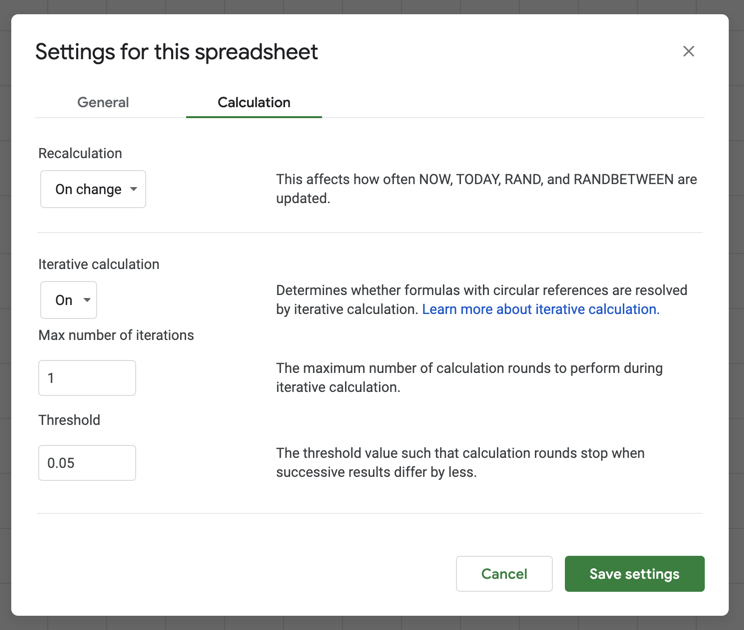 Settings for this spreadsheet
General
Calculation
Recalculation
On change
This affects how often NOW, TODAY, RAND, and RANDBETWEEN are
updated.
Iterative calculation
On
Determines whether formulas with circular references are resolved
by iterative calculation. Learn more about iterative calculation.
Max number of iterations
1
The maximum number of calculation rounds to perform during
iterative calculation.
Threshold
0.05
The threshold value such that calculation rounds stop when
successive results differ by less.
Cancel
Save settings